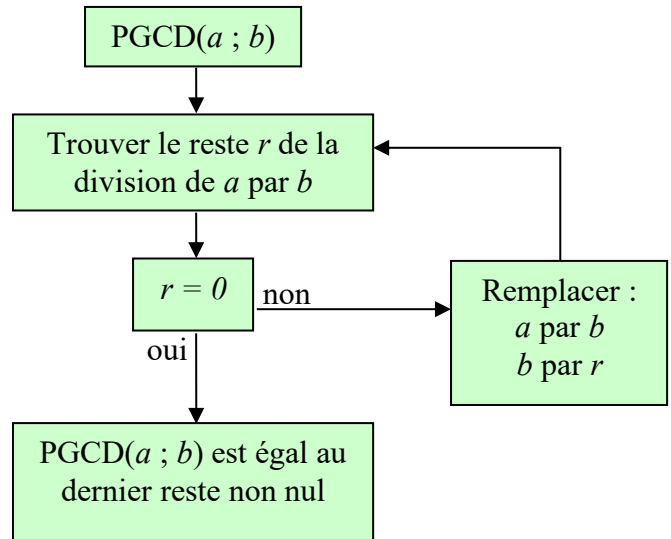 PGCD(a ; b)
Trouver le reste r de la
division de a par b
r = 0
non
oui
Remplacer :
a par b
b par r
PGCD(a ; b) est égal au
dernier reste non nul